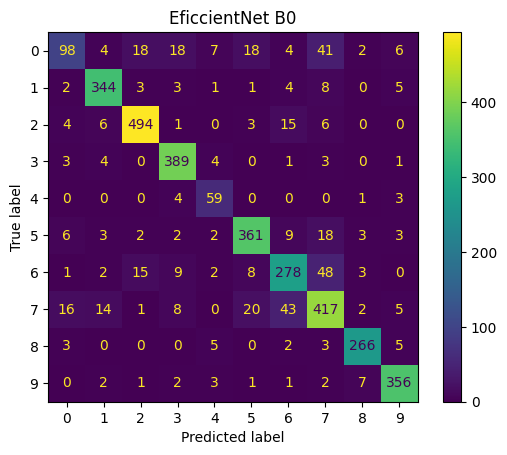 EficcientNet B0
0 98 4 18 18 7 18 4 41 2 6
1 2 344 3 3 1 1 4 8 0 5
2 4 6 494 1 0 3 15 6 0 0
3 3 4 0 389 4 0 1 3 0 1
4 0 0 0 4 59 0 0 0 1 3
5 6 3 2 2 2 361 9 18 3 3
6 1 2 15 9 2 8 278 48 3 0
7 16 14 1 8 0 20 43 417 2 5
8 3 0 0 0 5 0 2 3 266 5
9 0 2 1 2 3 1 1 2 7 356
0 1 2 3 4 5 6 7 8 9
Predicted label
True label
400
300
200
100
0